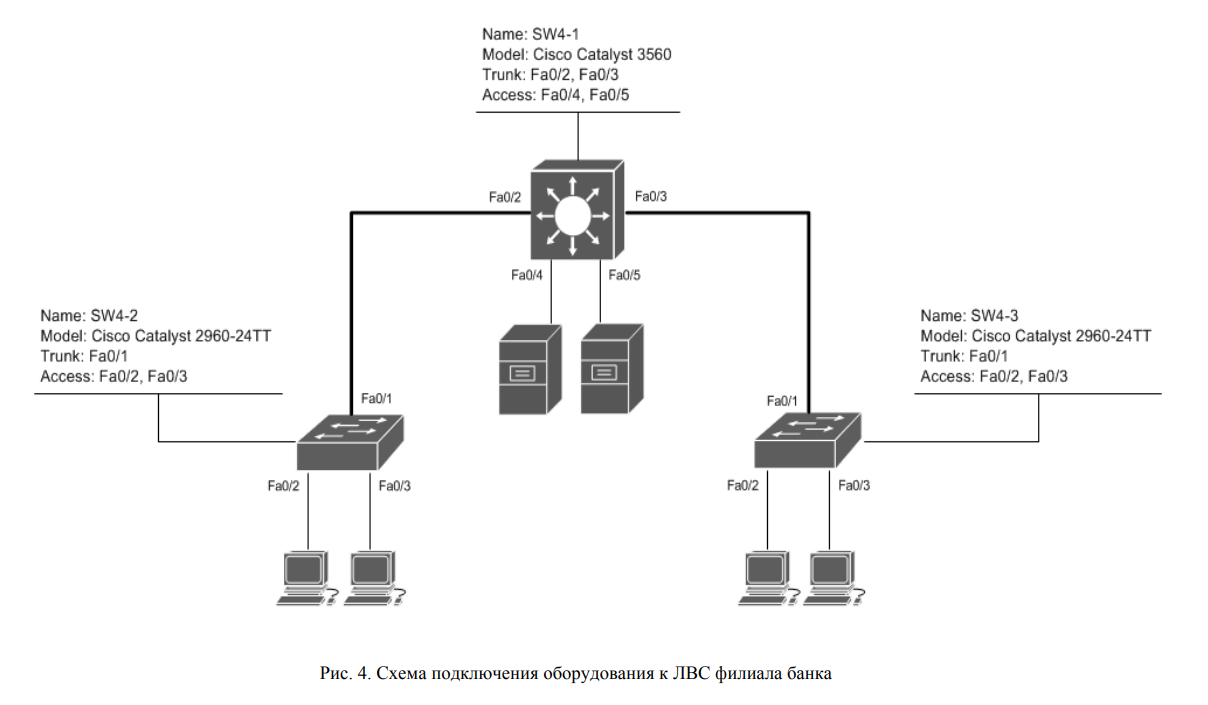 Name: SW4-1
Model: Cisco Catalyst 3560
Trunk: Fa0/2, Fa0/3
Access: Fa0/4, Fa0/5
Fa0/2
Fa0/3
Fa0/4
Fa0/5
Name: SW4-2
Model: Cisco Catalyst 2960-24TT
Trunk: Fa0/1
Access: Fa0/2, Fa0/3
Name: SW4-3
Model: Cisco Catalyst 2960-24TT
Trunk: Fa0/1
Access: Fa0/2, Fa0/3
Fa0/1
Fa0/1
Fa0/2
Fa0/3
Fa0/2
Fa0/3
Рис. 4. Схема подключения оборудования к ЛВС филиала банка